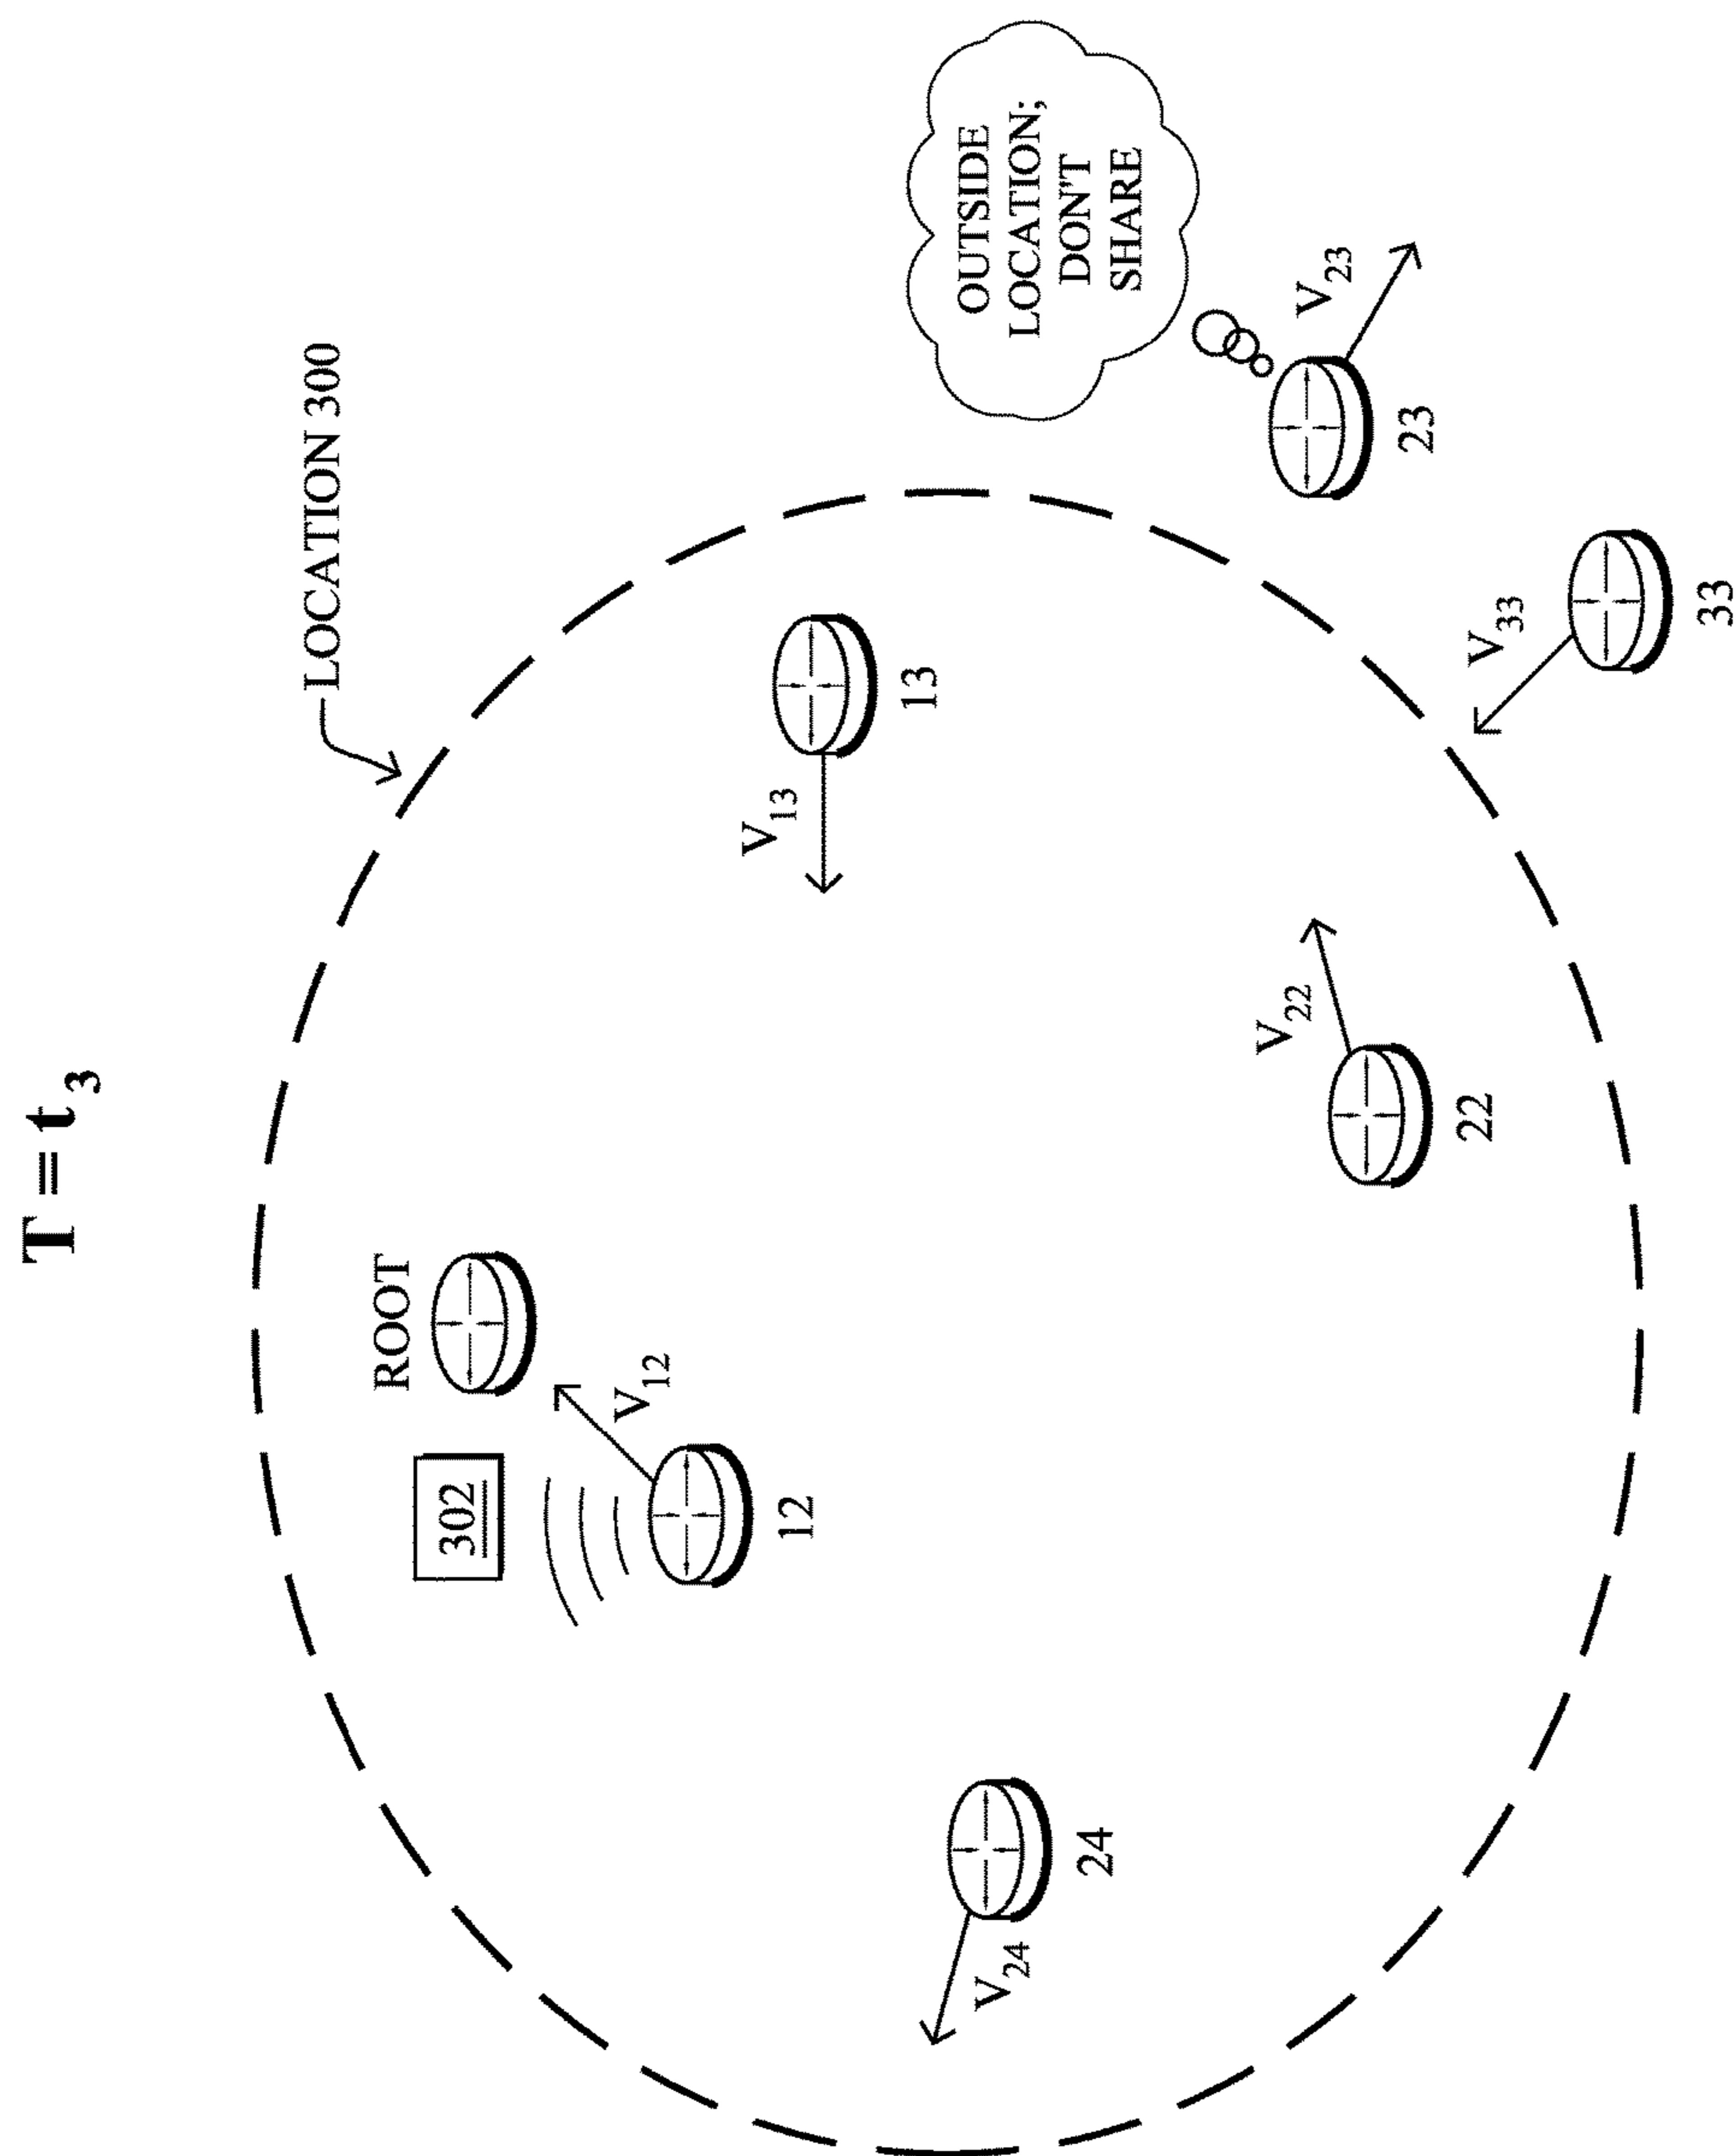 T = t₃
LOCATION 300
ROOT
302
V₁₂
12
V₁₃
13
OUTSIDE
LOCATION;
DON'T
SHARE
V₂₄
24
V₂₂
22
V₂₃
23
V₃₃
33